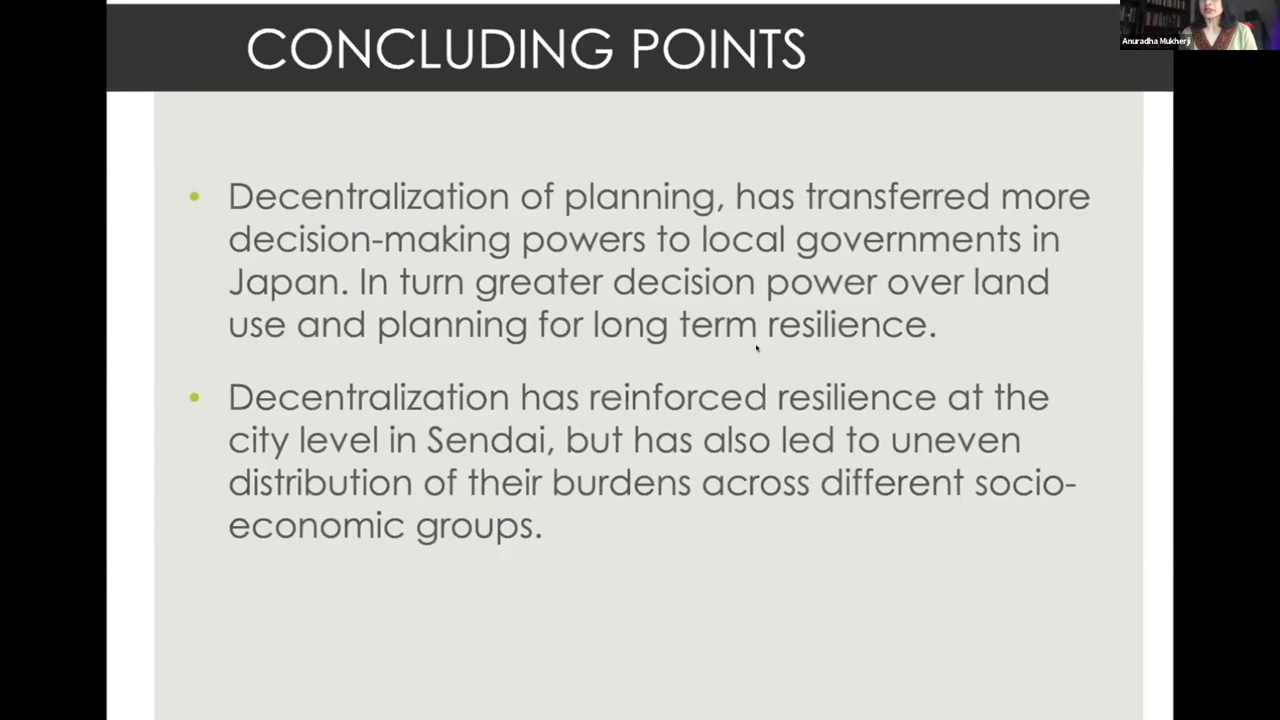 CONCLUDING POINTS
Anuradha Mukherji
• Decentralization of planning, has transferred more
decision-making powers to local governments in
Japan. In turn greater decision power over land
use and planning for long term resilience.
• Decentralization has reinforced resilience at the
city level in Sendai, but has also led to uneven
distribution of their burdens across different socio-
economic groups.